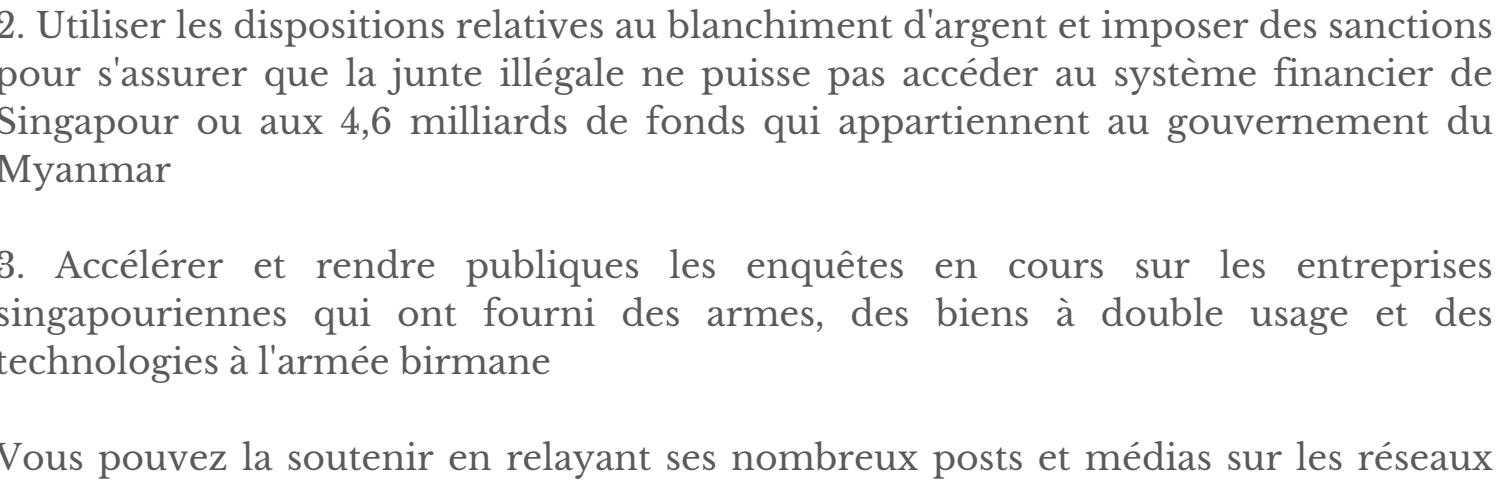 2. Utiliser les dispositions relatives au blanchiment d'argent et imposer des sanctions
pour s'assurer que la junte illégale ne puisse pas accéder au système financier de
Singapour ou aux 4,6 milliards de fonds qui appartiennent au gouvernement du
Myanmar
3. Accélérer et rendre publiques les enquêtes en cours sur les entreprises
singapouriennes qui ont fourni des armes, des biens à double usage et des
technologies à l'armée birmane
Vous pouvez la soutenir en relayant ses nombreux posts et médias sur les réseaux